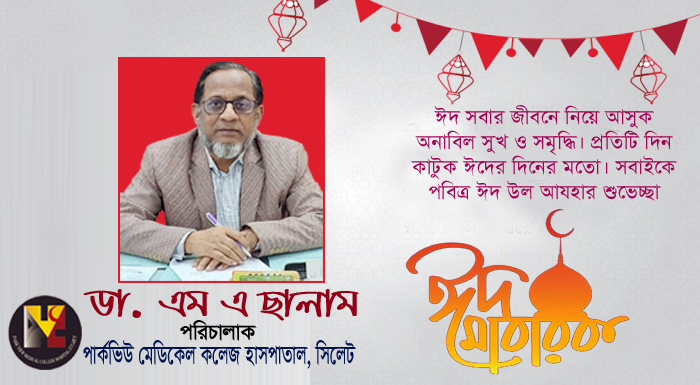 ঈদ সবার জীবনে নিয়ে আসুক
অনাবিল সুখ ও সমৃদ্ধি। প্রতিটি দিন
কাটুক ঈদের দিনের মতো। সবাইকে
পবিত্র ঈদ উল আযহার শুভেচ্ছা
ঈদ
মোবারক
ডা. এম এ ছালাম
পরিচালাক
পার্কভিউ মেডিকেল কলেজ হাসপাতাল, সিলেট